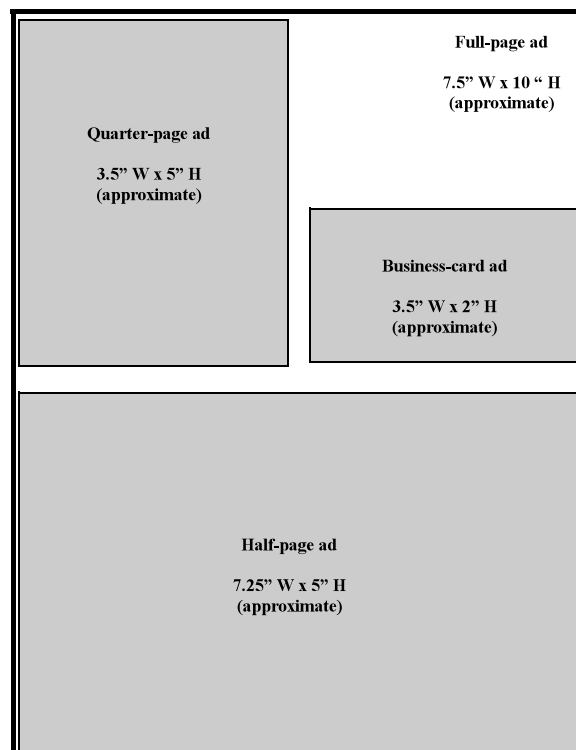 Full-page ad
7.5” W x 10 “ H
(approximate)
Quarter-page ad
3.5” W x 5” H
(approximate)
Business-card ad
3.5” W x 2” H
(approximate)
Half-page ad
7.25” W x 5” H
(approximate)